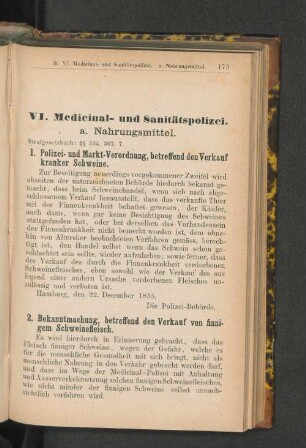 B. VI. Medicinal- und Sanitätspolizei. a. Nahrungsmittel. 175
VI. Medicinal- und Sanitätspolizei.
a. Nahrungsmittel.
Strafgesetzbuch: §§ 324. 367, 7.
1. Polizei- und Markt-Verordnung, betreffend den Verkauf
kranker Schweine.
Zur Beseitigung neuerdings vorgekommener Zweifel wird
abseiten der unterzeichneten Behörde hierdurch bekannt ge-
macht, dass beim Schweinehandel, wenn sich nach abge-
schlossenem Verkauf herausstellt, dass das verkaufte Thier
mit der Finnenkrankheit behaftet gewesen, der Käufer,
auch dann, wo gar keine Besichtigung des Schweines
stattgefunden hat, oder wo bei derselben das Vorhandensein
der Finnenkrankheit nicht bemerkt worden ist, dem ohne-
hin von Altersher beobachteten Verfahren gemäss, berechtigt
ist, den Handel selbst wenn das Schwein schon ge-
schlachtet sein sollte, wieder aufzuheben; sowie ferner, dass
der Verkauf des durch die Finnenkrankheit verdorbenen
Schweinefleisches, eben sowohl wie der Verkauf des aus
einer andern Ursache verdorbenen Fleisches un-
zulässig und verboten ist.
Hamburg, den 22. December 1855.
Die Polizei-Behörde.
2. Bekanntmachung, betreffend den Verkauf von finni-
gem Schweinefleisch.
Es wird hierdurch in Erinnerung gebracht, dass das
Fleisch finniger Schweine, wegen der Gefahr, welche es
für die menschliche Gesundheit mit sich bringt, nicht als
menschliche Nahrung in den Verkehr gebracht werden darf,
und dass im Wege der Medicinal-Polizei mit Anhaltung
und Ausserverkehrsetzung solchen finnigen Schweinefleisches,
wie nicht minder der finnigen Schweine selbst unnach-
sichtlich verfahren wird.